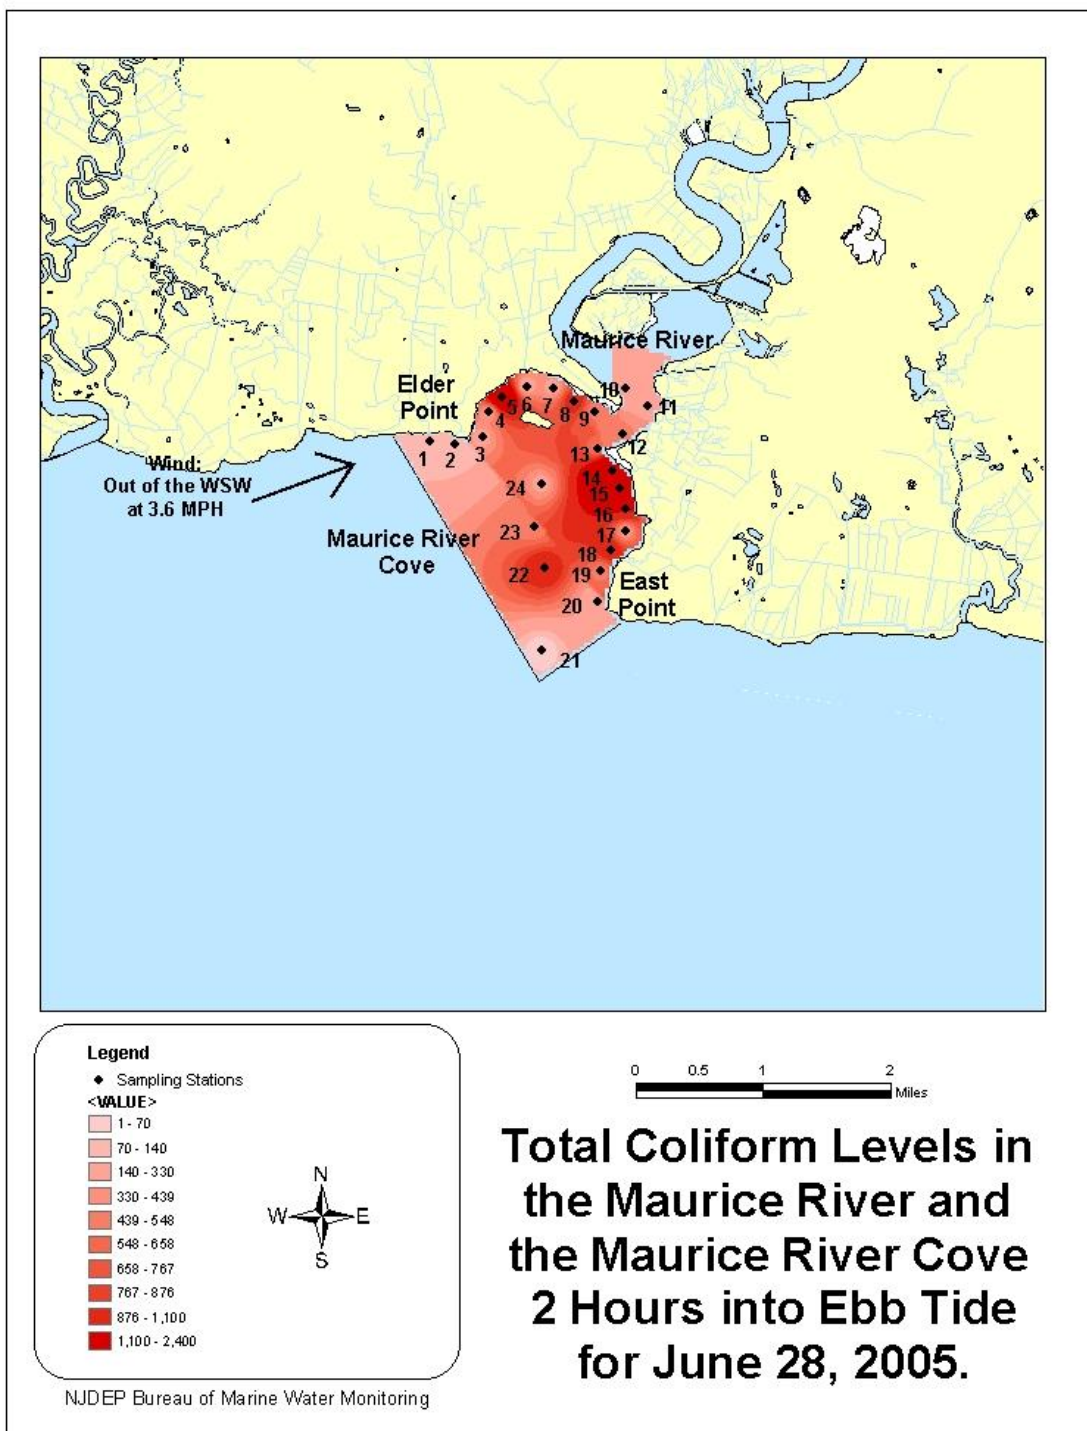 Maurice River
Elder
Point
10
11
6
7
5
8
9
4
12
3
1
2
13
Wind:
Out of the WSW
at 3.6 MPH
14
24
15
16
Maurice River
Cove
23
17
18
22
19
East
Point
20
21
Legend
Sampling Stations
<VALUE>
1 - 70
70 - 140
140 - 330
330 - 439
439 - 548
548 - 658
658 - 767
767 - 876
876 - 1,100
1,100 - 2,400
N
W
E
S
NJDEP Bureau of Marine Water Monitoring
0 0.5 1 2
Miles
Total Coliform Levels in
the Maurice River and
the Maurice River Cove
2 Hours into Ebb Tide
for June 28, 2005.